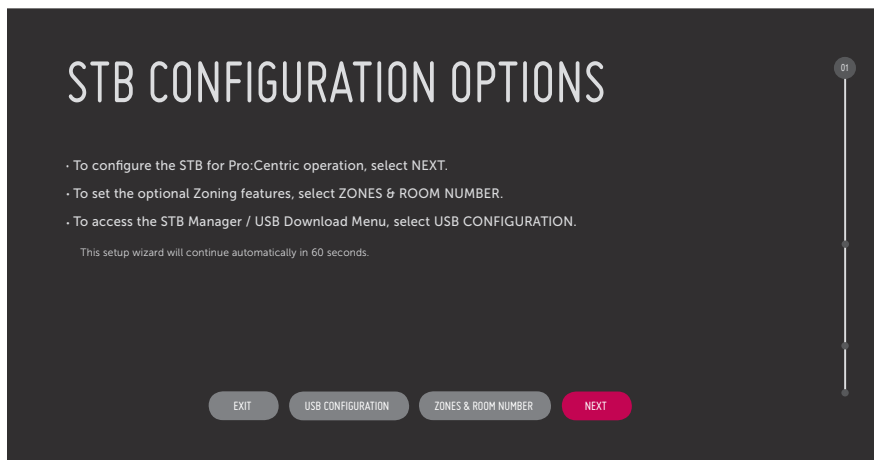 STB CONFIGURATION OPTIONS
01
· To configure the STB for Pro:Centric operation, select NEXT.
· To set the optional Zoning features, select ZONES & ROOM NUMBER.
· To access the STB Manager / USB Download Menu, select USB CONFIGURATION.
This setup wizard will continue automatically in 60 seconds.
EXIT
USB CONFIGURATION
ZONES & ROOM NUMBER
NEXT